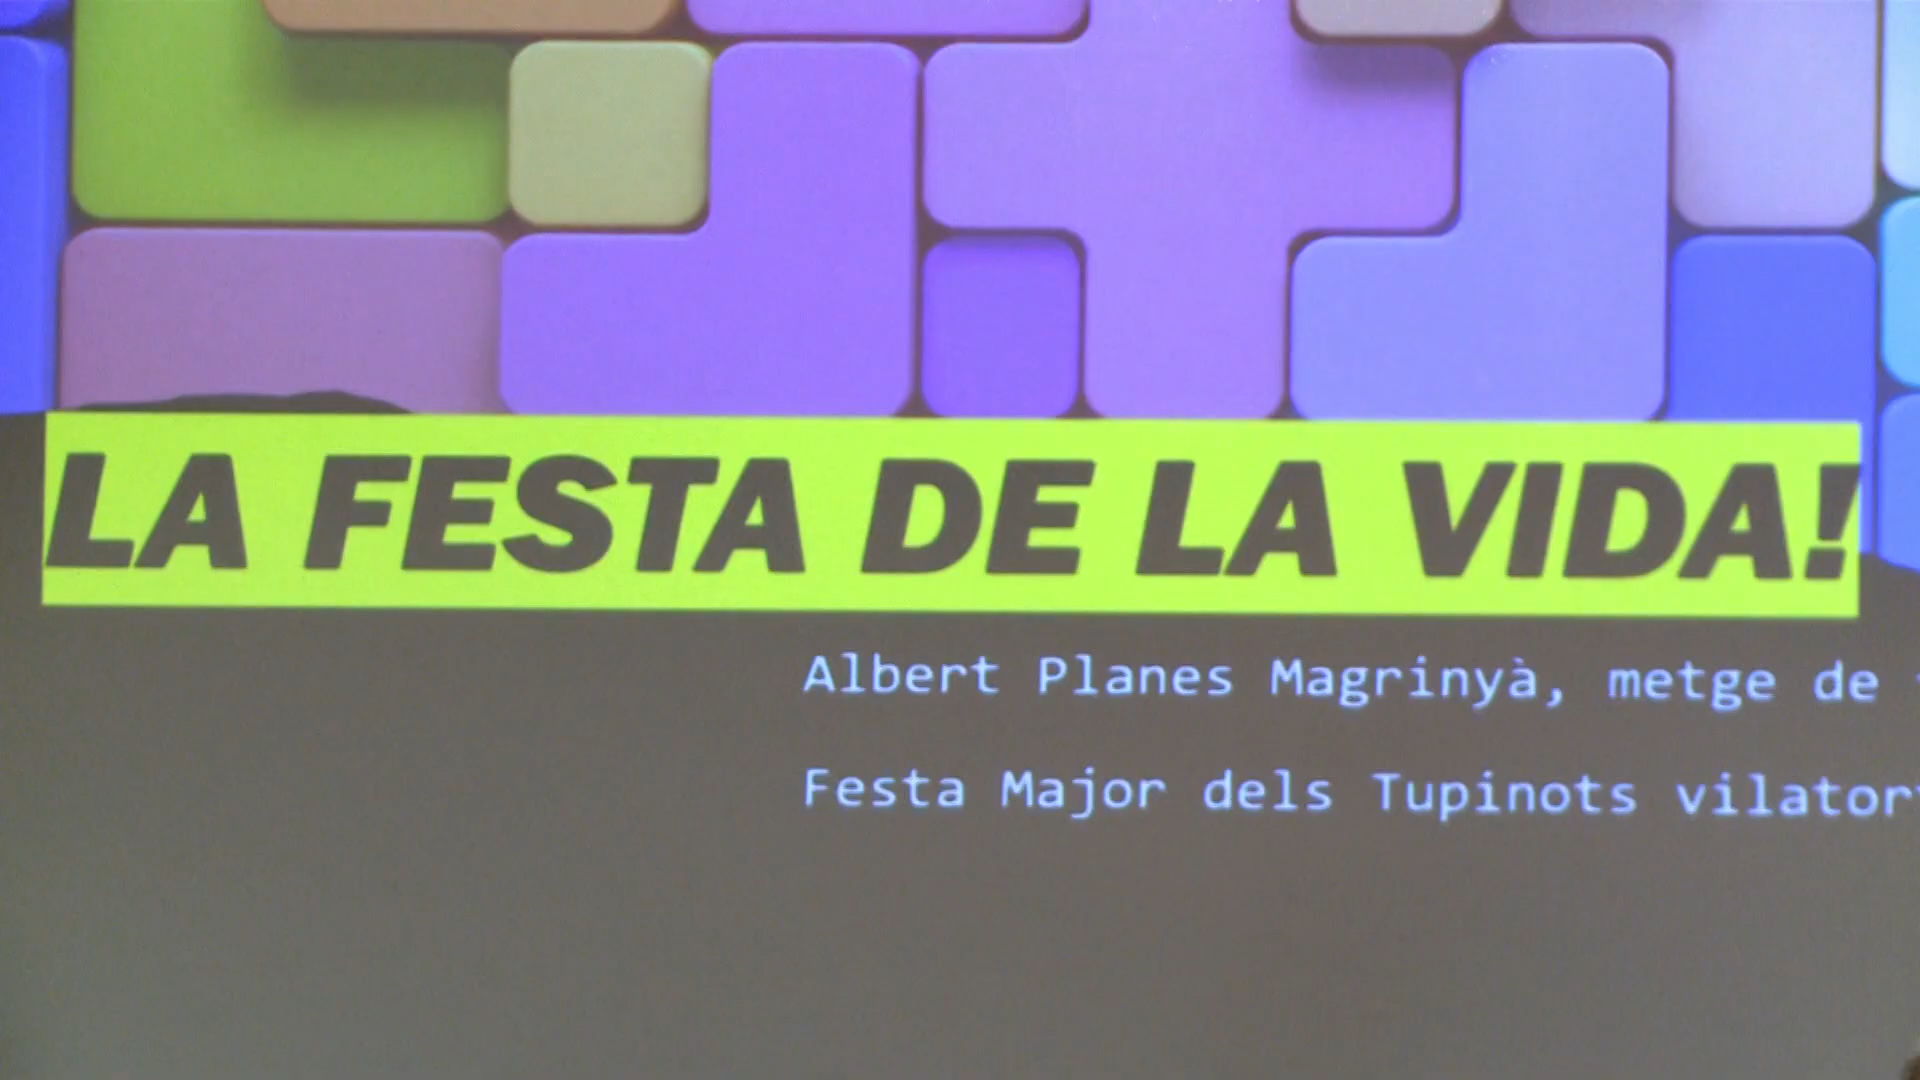 LA FESTA DE LA VIDA!
Albert Planes Magrinyà, metge de
Festa Major dels Tupinots